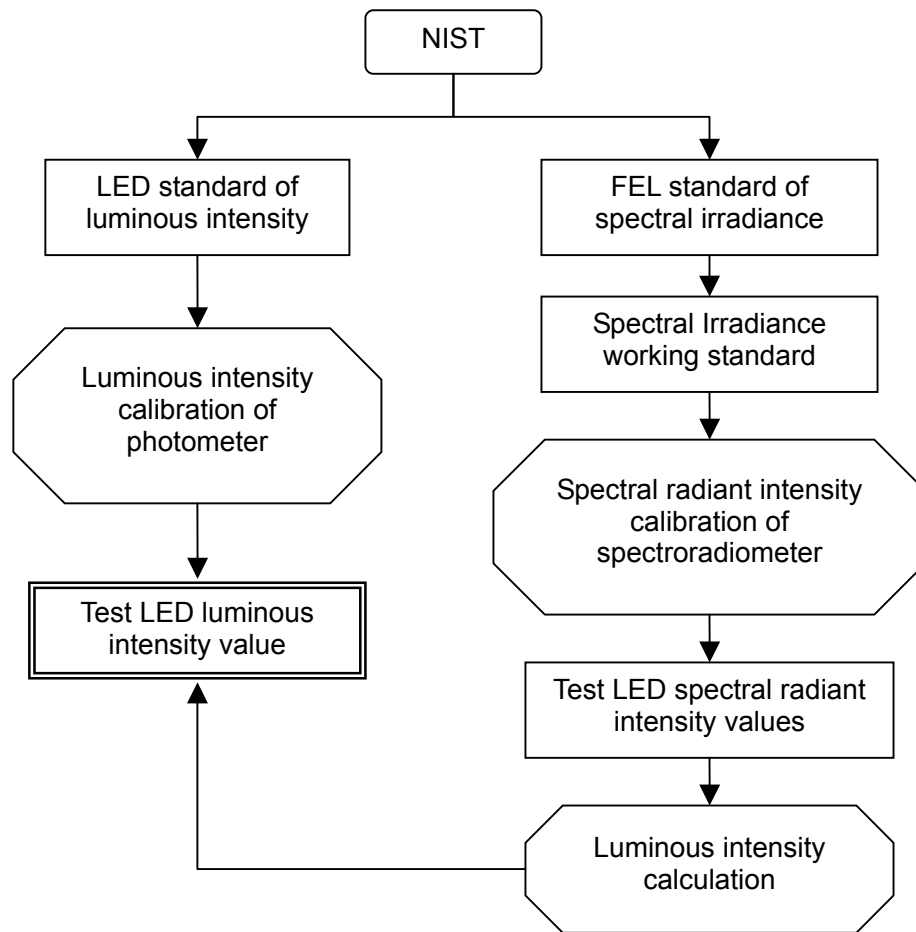 NIST
LED standard of
luminous intensity
FEL standard of
spectral irradiance
Spectral Irradiance
working standard
Luminous intensity
calibration of
photometer
Spectral radiant intensity
calibration of
spectroradiometer
Test LED luminous
intensity value
Test LED spectral radiant
intensity values
Luminous intensity
calculation